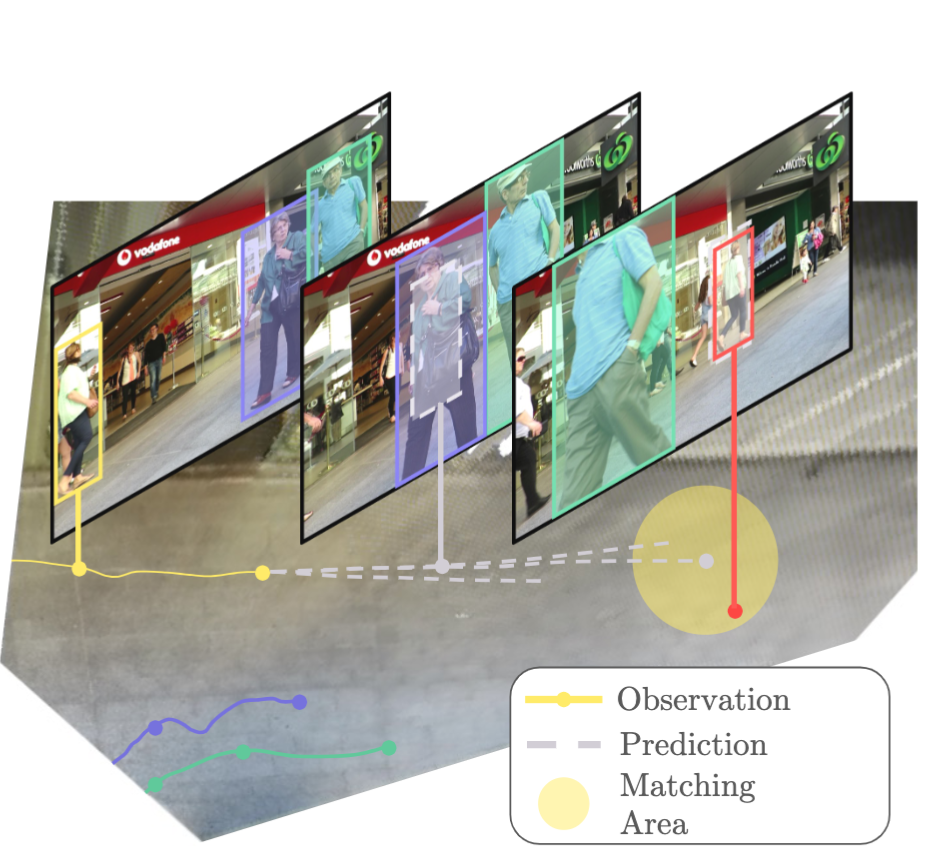 vodafone
vodafone
Observation
Prediction
Matching
Area